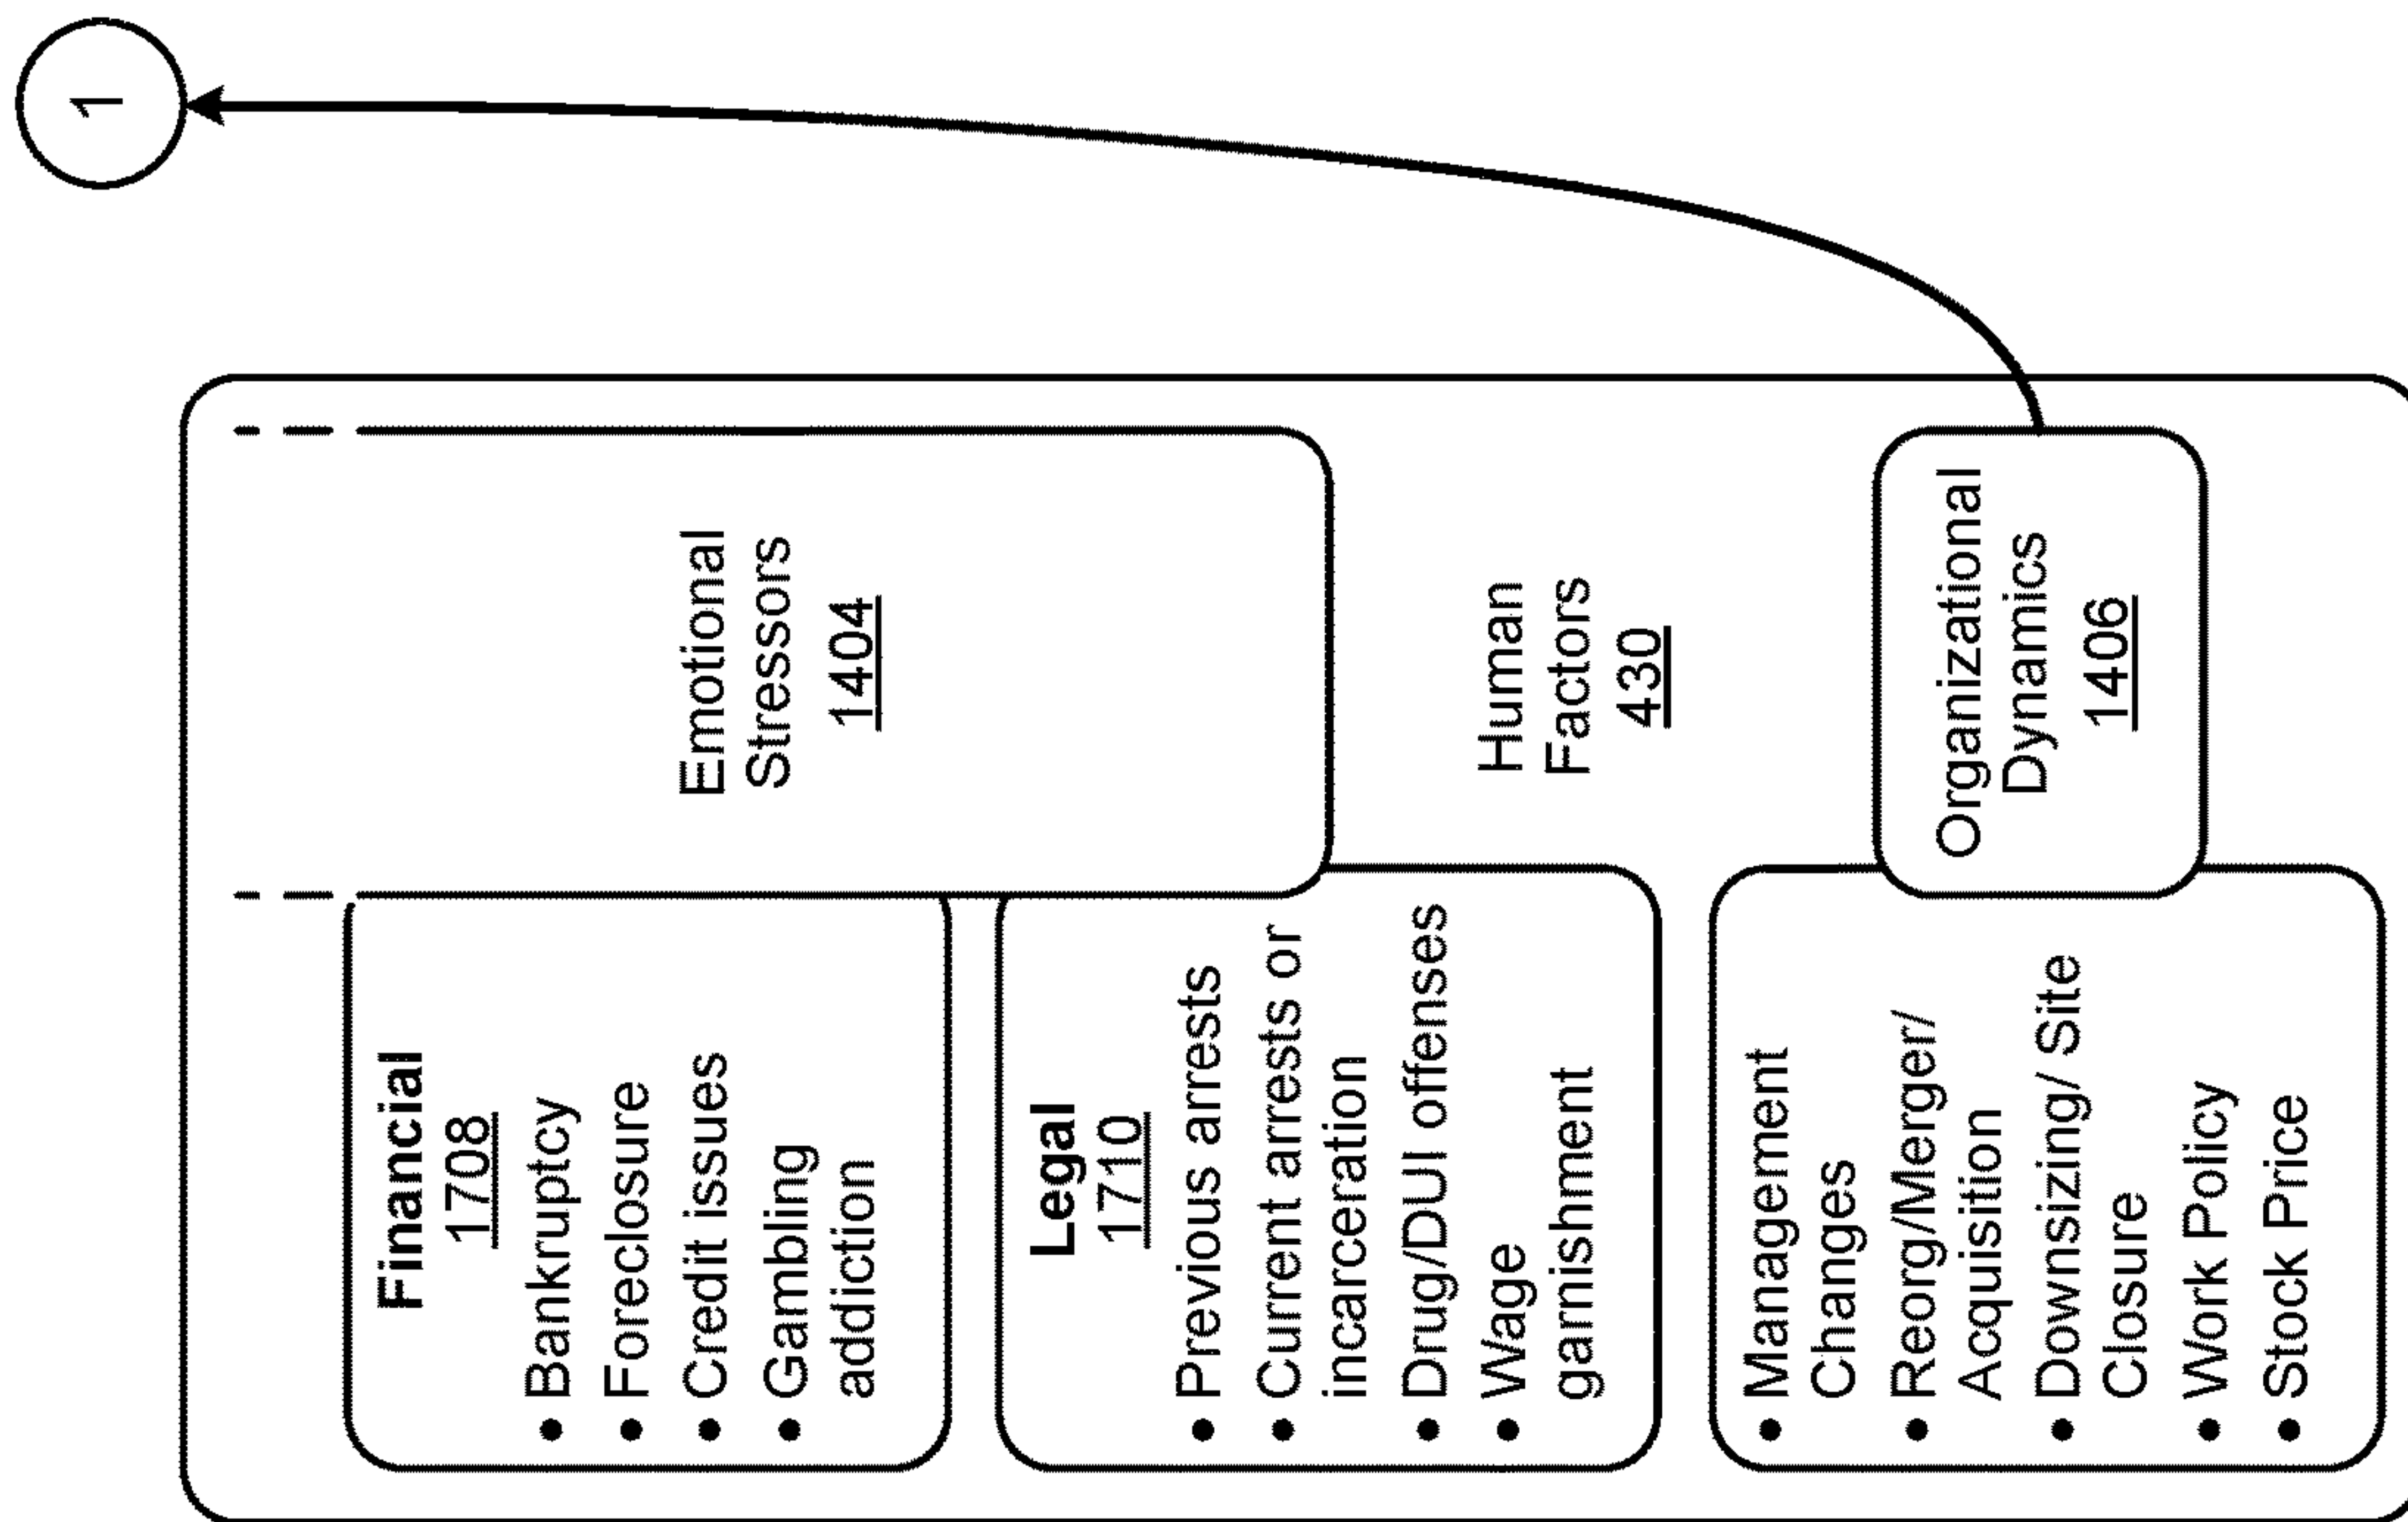 1
Emotional
Stressors
1404
Human
Factors
430
Organizational
Dynamics
1406
Financial
1708
• Bankruptcy
• Foreclosure
• Credit issues
• Gambling
addiction
Legal
1710
• Previous arrests
• Current arrests or
incarceration
• Drug/DUI offenses
• Wage
garnishment
• Management
Changes
• Reorg/Merger/
Acquisition
• Downsizing/ Site
Closure
• Work Policy
• Stock Price